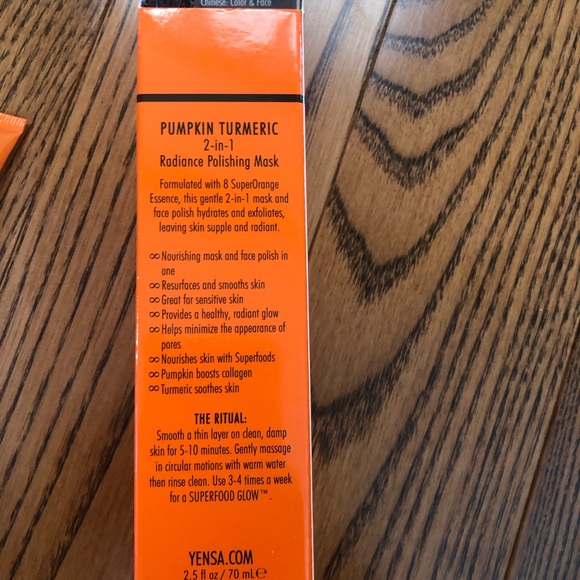 Chinese: Color & Face
PUMPKIN TURMERIC
2-in-1
Radiance Polishing Mask
Formulated with 8 SuperOrange
Essence, this gentle 2-in-1 mask and
face polish hydrates and exfoliates,
leaving skin supple and radiant.
∞ Nourishing mask and face polish in
one
∞ Resurfaces and smooths skin
∞ Great for sensitive skin
∞ Provides a healthy, radiant glow
∞ Helps minimize the appearance of
pores
∞ Nourishes skin with Superfoods
∞ Pumpkin boosts collagen
∞ Turmeric soothes skin
THE RITUAL:
Smooth a thin layer on clean, damp
skin for 5-10 minutes. Gently massage
in circular motions with warm water
then rinse clean. Use 3-4 times a week
for a SUPERFOOD GLOW™.
YENSA.COM
2.5 fl oz / 70 mL℮